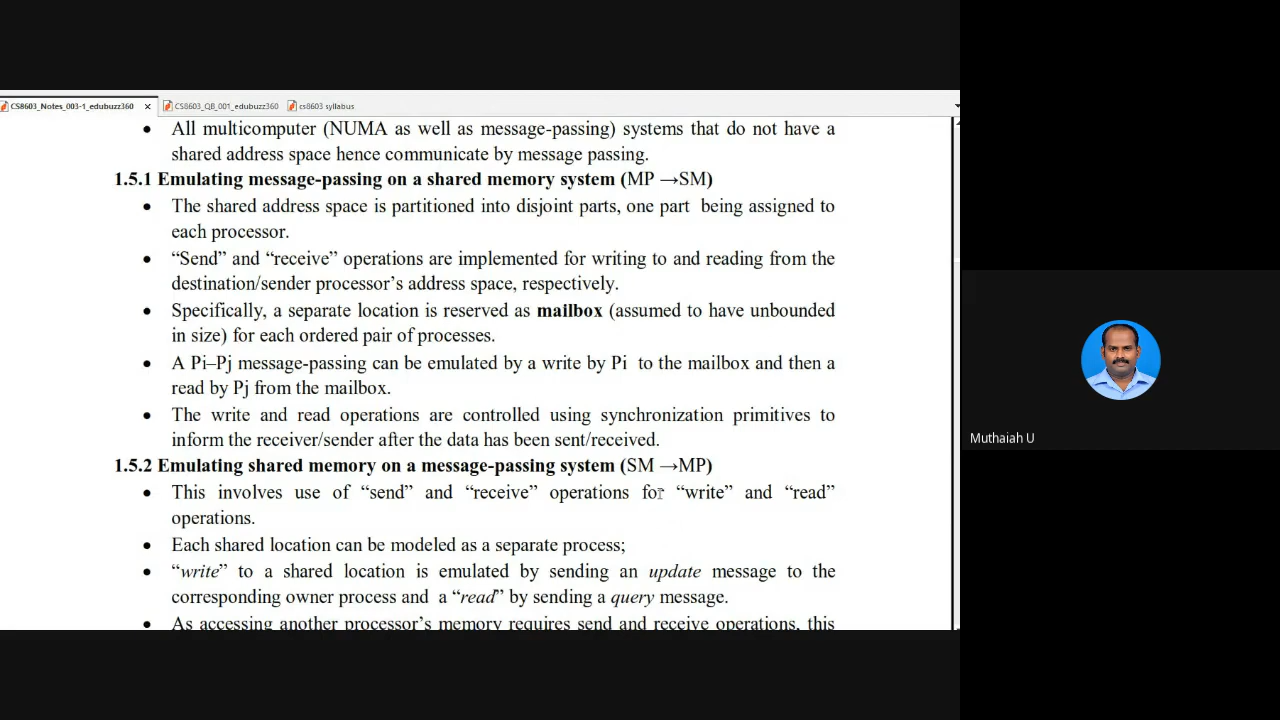 CS8603_Notes_003-1_edubuzz360 × CS8603_QB_001_edubuzz360 cs8603 syllabus
• All multicomputer (NUMA as well as message-passing) systems that do not have a
shared address space hence communicate by message passing.
1.5.1 Emulating message-passing on a shared memory system (MP →SM)
• The shared address space is partitioned into disjoint parts, one part being assigned to
each processor.
• “Send” and “receive” operations are implemented for writing to and reading from the
destination/sender processor’s address space, respectively.
• Specifically, a separate location is reserved as mailbox (assumed to have unbounded
in size) for each ordered pair of processes.
• A Pi–Pj message-passing can be emulated by a write by Pi to the mailbox and then a
read by Pj from the mailbox.
• The write and read operations are controlled using synchronization primitives to
inform the receiver/sender after the data has been sent/received.
1.5.2 Emulating shared memory on a message-passing system (SM →MP)
• This involves use of “send” and “receive” operations for “write” and “read”
operations.
• Each shared location can be modeled as a separate process;
• “write” to a shared location is emulated by sending an update message to the
corresponding owner process and a “read” by sending a query message.
• As accessing another processor’s memory requires send and receive operations, this
Muthaiah U